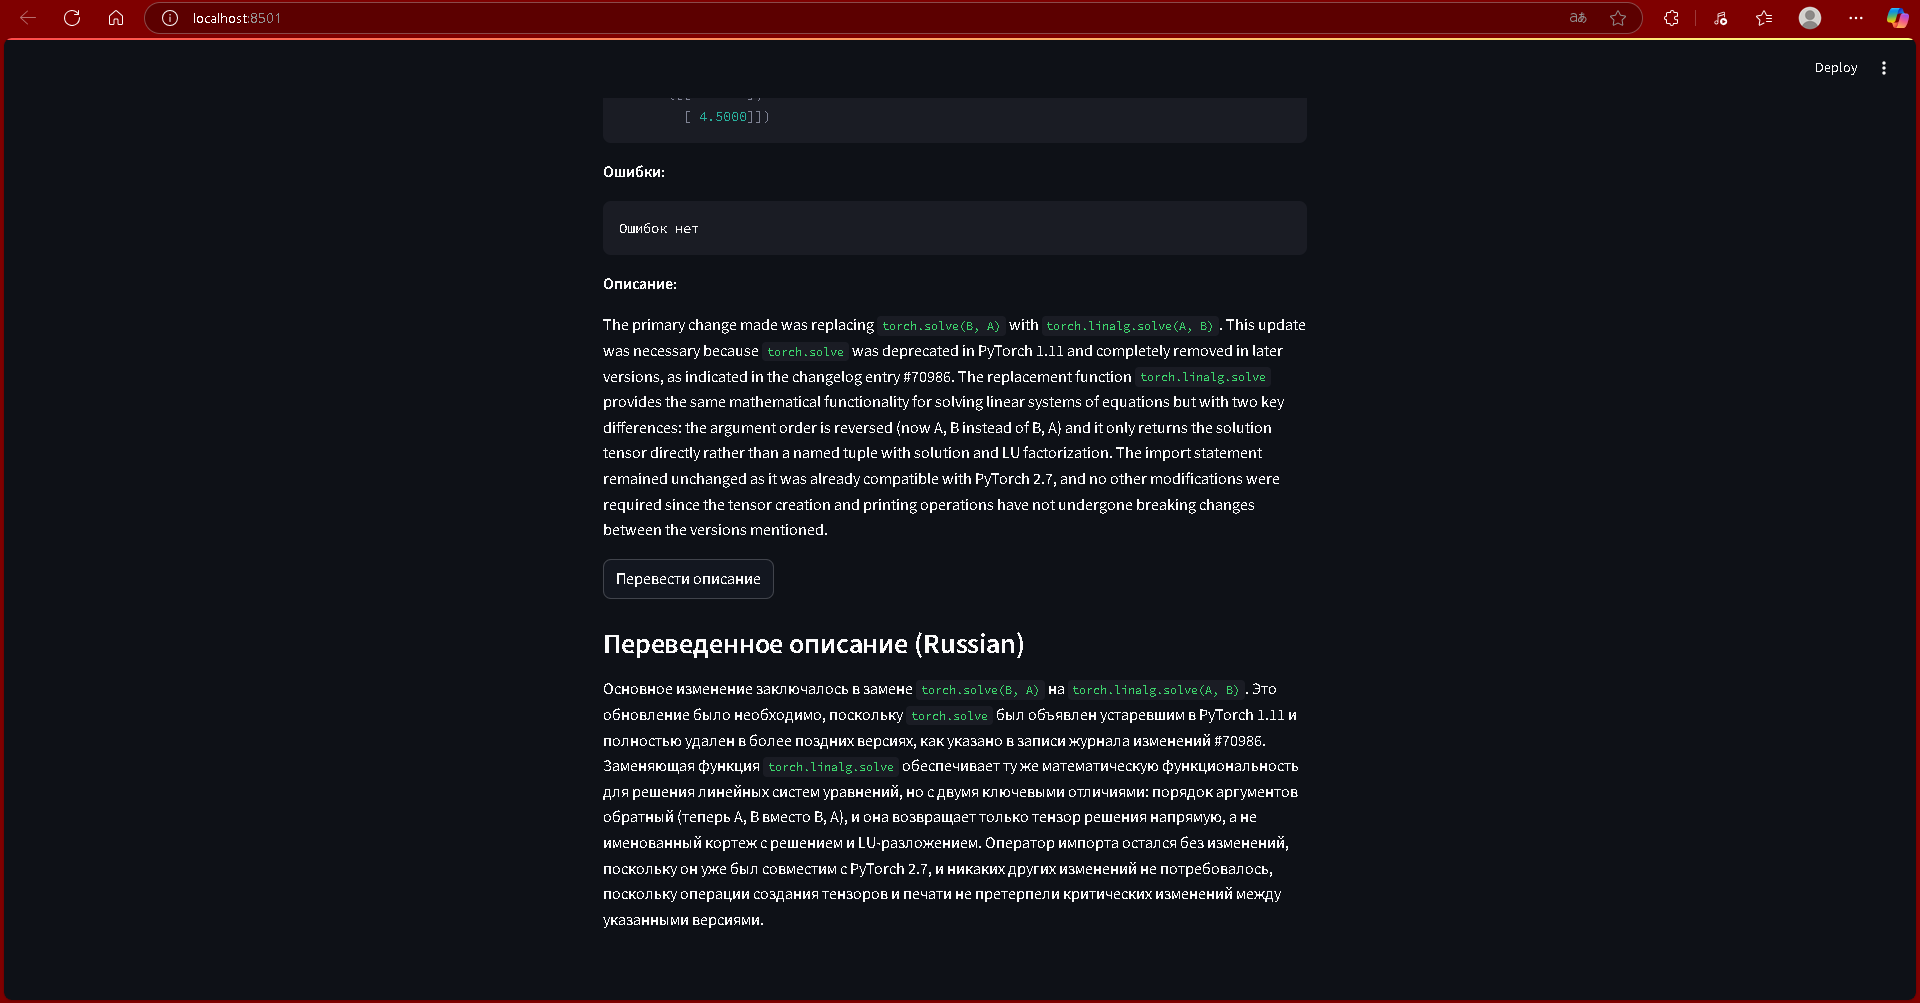 localhost:8501
Deploy
[ 4.5000]])
Ошибки:
Ошибок нет
Описание:
The primary change made was replacing torch.solve(B, A) with torch.linalg.solve(A, B) . This update
was necessary because torch.solve was deprecated in PyTorch 1.11 and completely removed in later
versions, as indicated in the changelog entry #70986. The replacement function torch.linalg.solve
provides the same mathematical functionality for solving linear systems of equations but with two key
differences: the argument order is reversed (now A, B instead of B, A) and it only returns the solution
tensor directly rather than a named tuple with solution and LU factorization. The import statement
remained unchanged as it was already compatible with PyTorch 2.7, and no other modifications were
required since the tensor creation and printing operations have not undergone breaking changes
between the versions mentioned.
Перевести описание
Переведенное описание (Russian)
Основное изменение заключалось в замене torch.solve(B, A) на torch.linalg.solve(A, B) . Это
обновление было необходимо, поскольку torch.solve был объявлен устаревшим в PyTorch 1.11 и
полностью удален в более поздних версиях, как указано в записи журнала изменений #70986.
Заменяющая функция torch.linalg.solve обеспечивает ту же математическую функциональность
для решения линейных систем уравнений, но с двумя ключевыми отличиями: порядок аргументов
обратный (теперь A, B вместо B, A), и она возвращает только тензор решения напрямую, а не
именованный кортеж с решением и LU-разложением. Оператор импорта остался без изменений,
поскольку он уже был совместим с PyTorch 2.7, и никаких других изменений не потребовалось,
поскольку операции создания тензоров и печати не претерпели критических изменений между
указанными версиями.